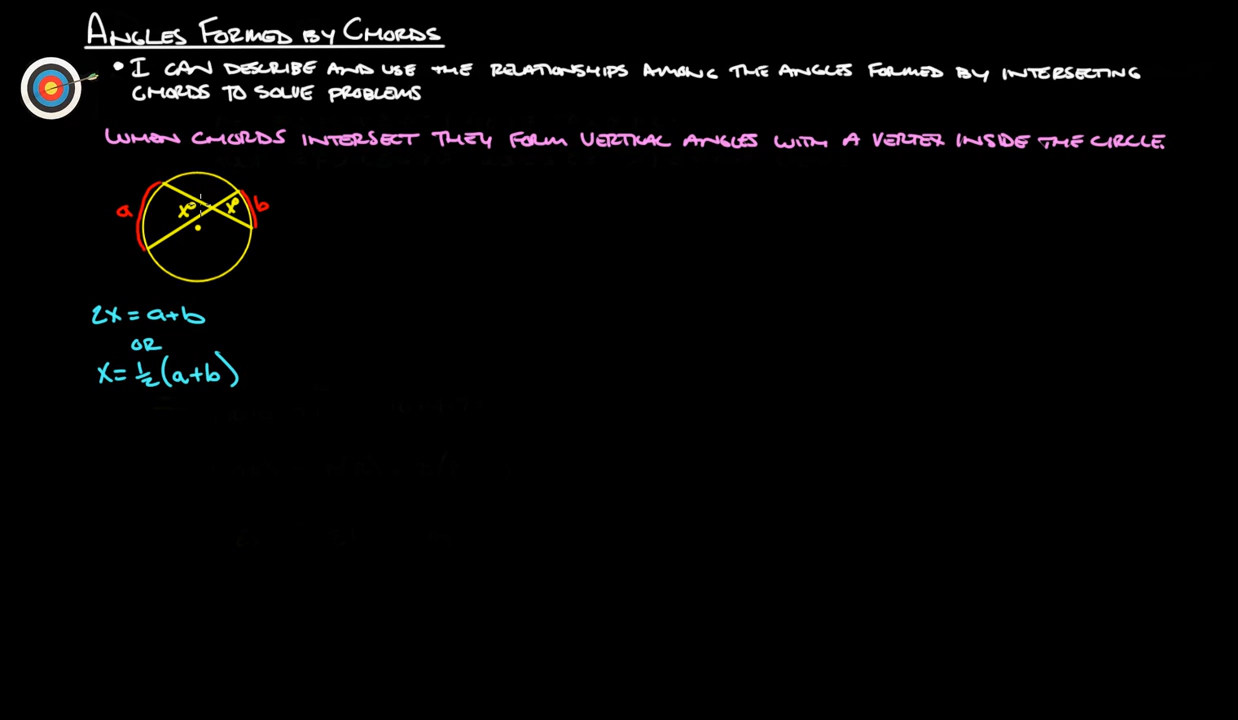 ANGLES FORMED BY CHORDS
• I CAN DESCRIBE AND USE THE RELATIONSHIPS AMONG THE ANGLES FORMED BY INTERSECTING
CHORDS TO SOLVE PROBLEMS
WHEN CHORDS INTERSECT THEY FORM VERTICAL ANGLES WITH A VERTEX INSIDE THE CIRCLE.
a x° x° b
2x = a+b
OR
x = ½(a+b)